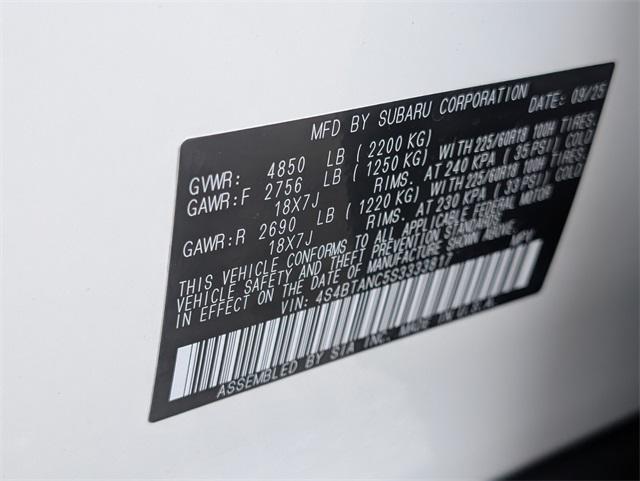 MFD BY SUBARU CORPORATION DATE: 09/25
GVWR: 4850 LB (2200 KG)
GAWR:F 2756 LB (1250 KG) WITH 225/60R18 100H TIRES,
18X7J RIMS, AT 240 KPA (35 PSI) COLD
GAWR:R 2690 LB (1220 KG) WITH 225/60R18 100H TIRES,
18X7J RIMS, AT 230 KPA (33 PSI) COLD
THIS VEHICLE CONFORMS TO ALL APPLICABLE FEDERAL MOTOR
VEHICLE SAFETY AND THEFT PREVENTION STANDARDS
IN EFFECT ON THE DATE OF MANUFACTURE SHOWN ABOVE.
VIN: 4S4BTANC5S3333817 MPV
ASSEMBLED BY SIA INC. MADE IN U.S.A.